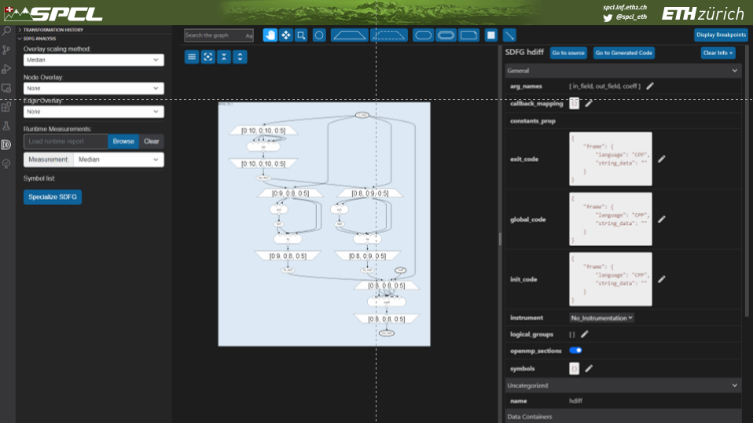 SPCL
spcl.inf.ethz.ch
@spcl_eth
ETH zürich
TRANSFORMATION HISTORY
SDFG ANALYSIS
Overlay scaling method:
Median
Node Overlay:
None
Edge Overlay:
None
Runtime Measurements:
Load runtime report
Browse
Clear
Measurement:
Median
Symbol list:
Specialize SDFG
Search the graph
Aa
Display Breakpoints
[0:10, 0:10, 0:5]
[0:10, 0:10, 0:5]
[0:9, 0:8, 0:5]
[0:8, 0:9, 0:5]
[0:9, 0:8, 0:5]
[0:8, 0:9, 0:5]
[0:8, 0:8, 0:5]
[0:8, 0:8, 0:5]
SDFG hdiff
Go to source
Go to Generated Code
Clear Info
General
arg_names
[ in_field, out_field, coeff ]
callback_mapping
constants_prop
exit_code
{
"frame": {
"language": "CPP",
"string_data": ""
}
}
global_code
{
"frame": {
"language": "CPP",
"string_data": ""
}
}
init_code
{
"frame": {
"language": "CPP",
"string_data": ""
}
}
instrument
No_Instrumentation
logical_groups
[ ]
openmp_sections
symbols
{}
Uncategorized
name
hdiff
Data Containers